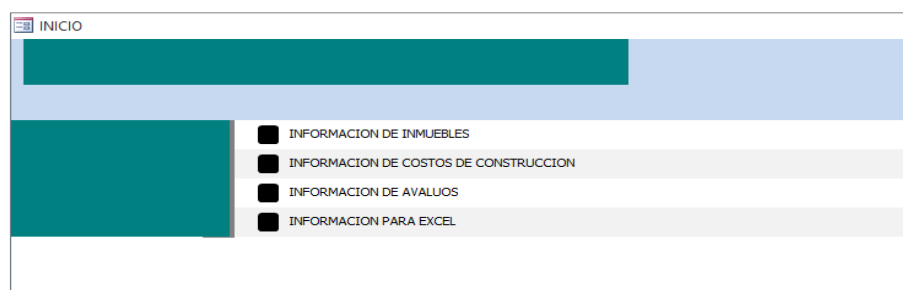 INICIO
INFORMACION DE INMUEBLES
INFORMACION DE COSTOS DE CONSTRUCCION
INFORMACION DE AVALUOS
INFORMACION PARA EXCEL